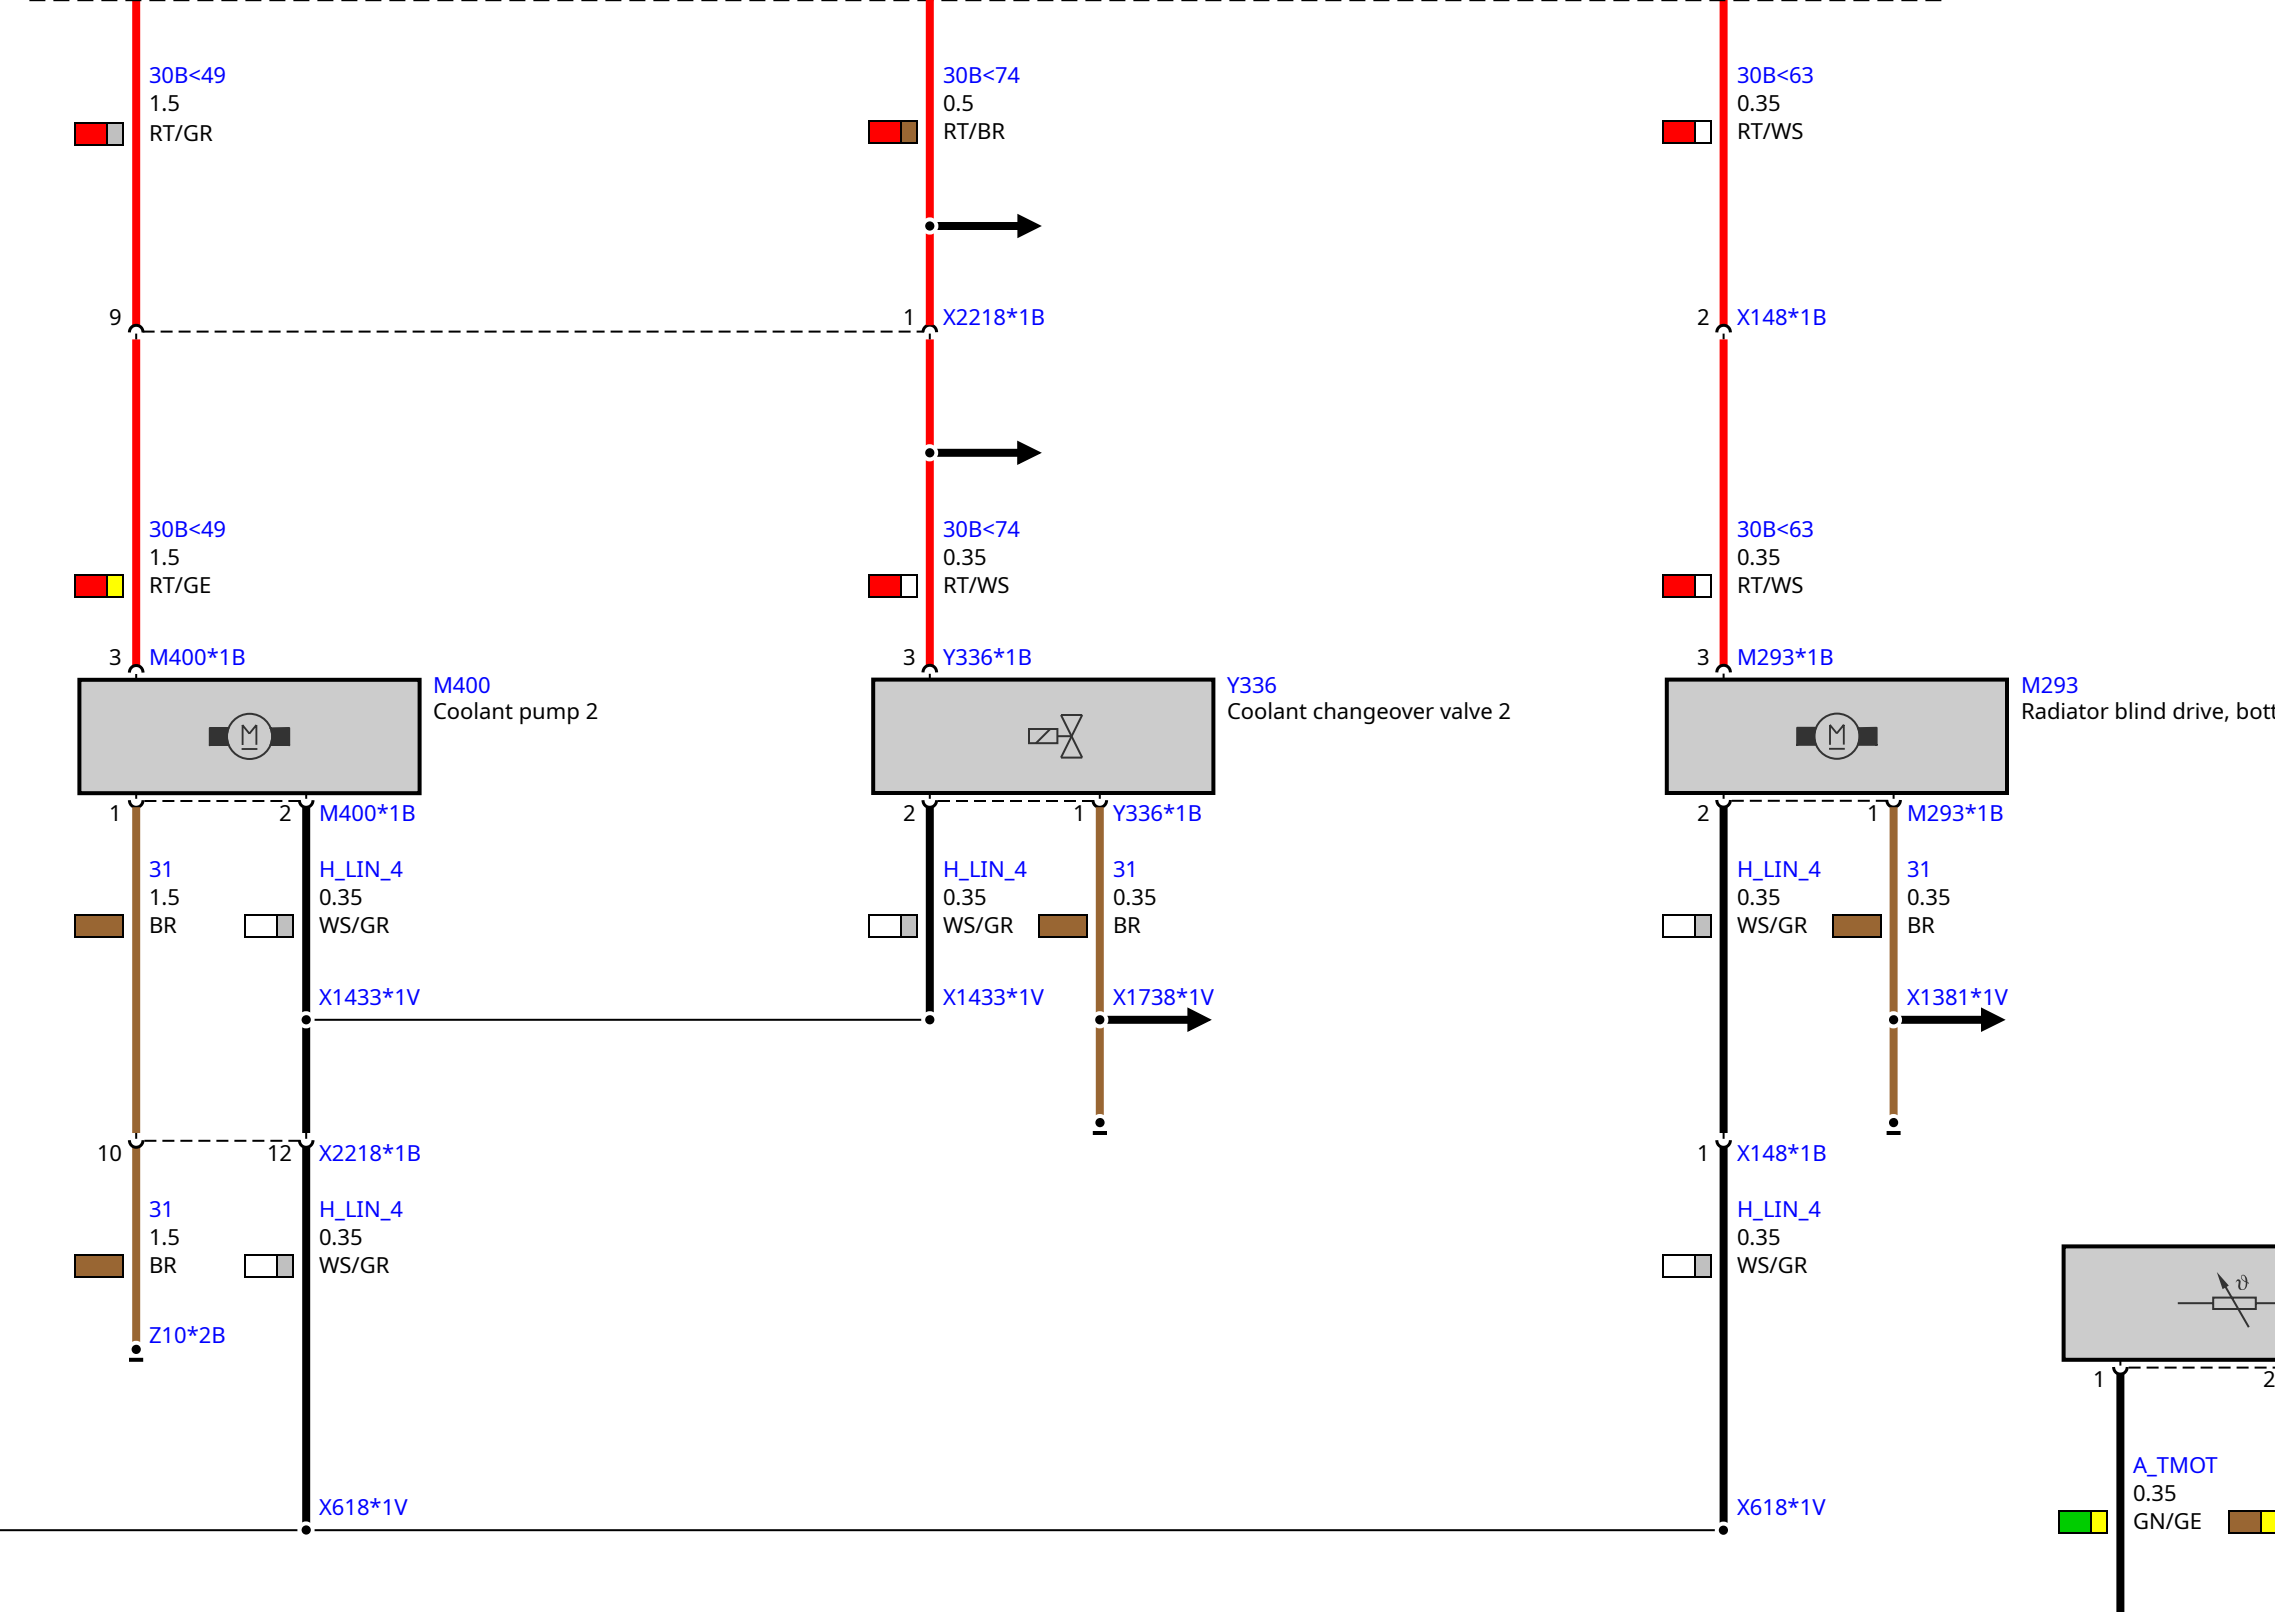 30B<49
1.5
RT/GR
30B<74
0.5
RT/BR
30B<63
0.35
RT/WS
9
1 X2218*1B
2 X148*1B
30B<49
1.5
RT/GE
30B<74
0.35
RT/WS
30B<63
0.35
RT/WS
3 M400*1B
3 Y336*1B
3 M293*1B
M400
Coolant pump 2
M
Y336
Coolant changeover valve 2
M293
Radiator blind drive, bott
M
1 2 M400*1B
2 1 Y336*1B
2 1 M293*1B
31
1.5
BR
H_LIN_4
0.35
WS/GR
H_LIN_4
0.35
WS/GR
31
0.35
BR
H_LIN_4
0.35
WS/GR
31
0.35
BR
X1433*1V
X1433*1V
X1738*1V
X1381*1V
10 12 X2218*1B
1 X148*1B
31
1.5
BR
H_LIN_4
0.35
WS/GR
H_LIN_4
0.35
WS/GR
Z10*2B
ϑ
1 2
A_TMOT
0.35
GN/GE
X618*1V
X618*1V